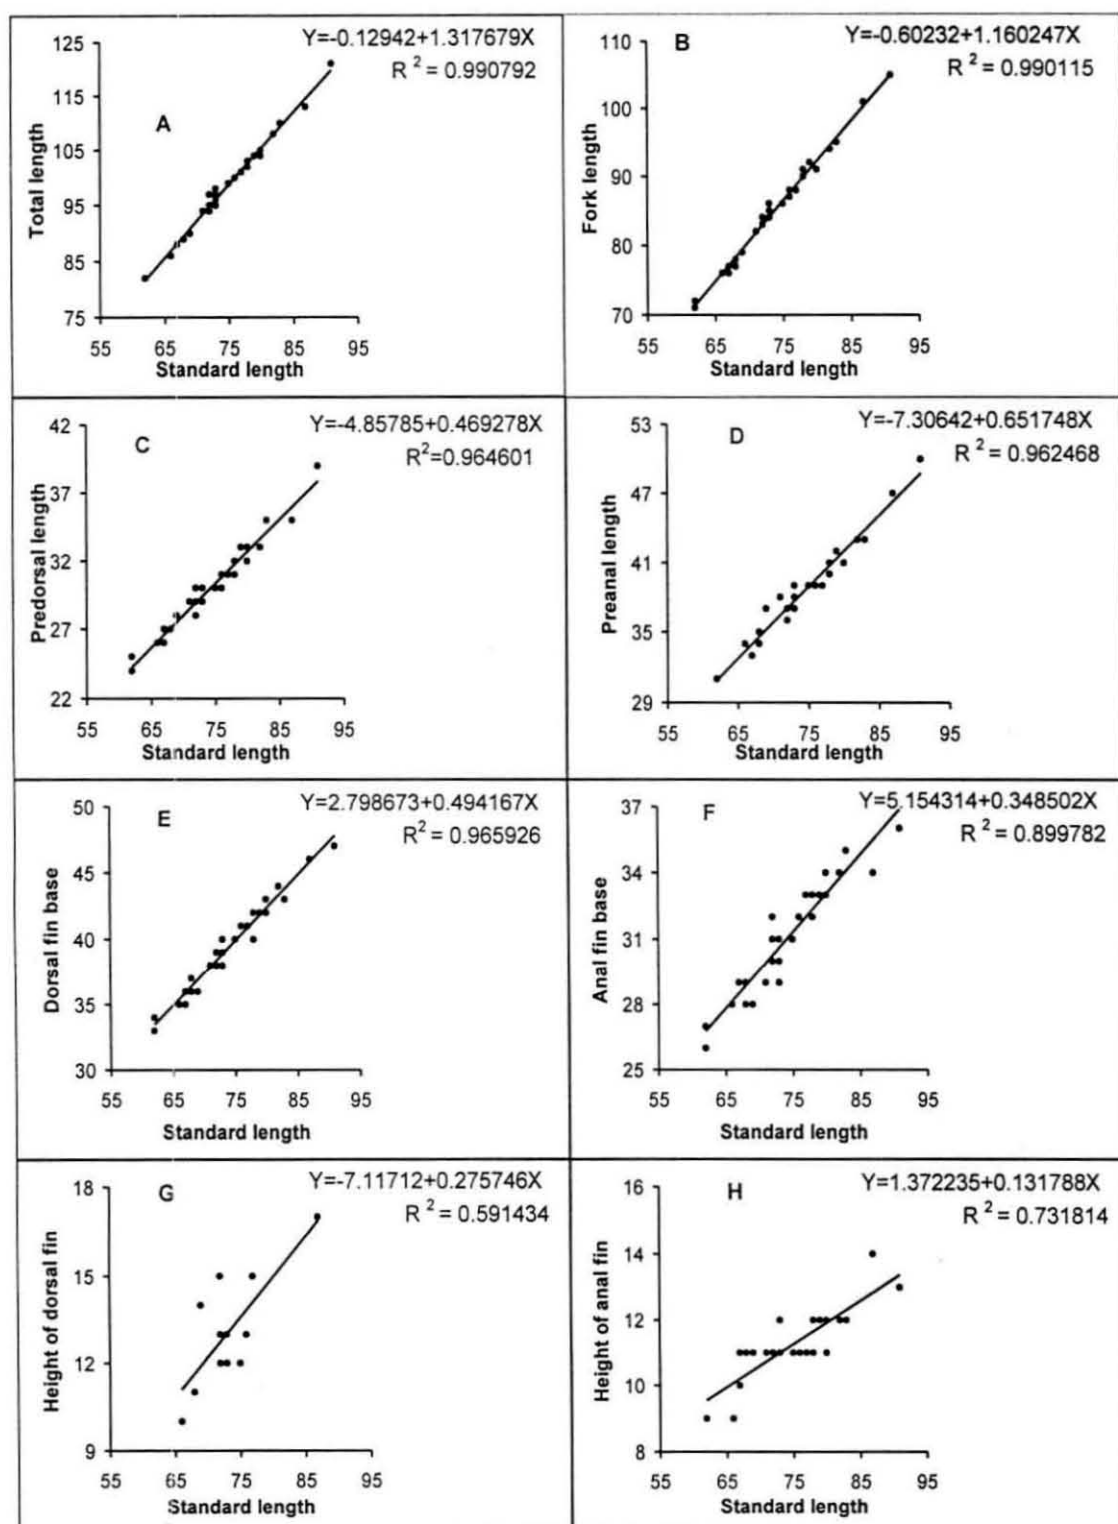 Y=-0.12942+1.317679X
R 2 = 0.990792
A
Total length
125
115
105
95
85
75
55 65 75 85 95
Standard length
Y=-0.60232+1.160247X
R 2 = 0.990115
B
Fork length
110
100
90
80
70
55 65 75 85 95
Standard length
Y=-4.85785+0.469278X
R2=0.964601
C
Predorsal length
42
37
32
27
22
55 65 75 85 95
Standard length
Y=-7.30642+0.651748X
R 2 = 0.962468
D
Preanal length
53
47
41
35
29
55 65 75 85 95
Standard length
Y=2.798673+0.494167X
R2 = 0.965926
E
Dorsal fin base
50
45
40
35
30
55 65 75 85 95
Standard length
Y=5.154314+0.348502X
R2 = 0.899782
F
Anal fin base
37
34
31
28
25
55 65 75 85 95
Standard length
Y=-7.11712+0.275746X
R 2 = 0.591434
G
Height of dorsal fin
18
15
12
9
55 65 75 85 95
Standard length
Y=1.372235+0.131788X
R 2 = 0.731814
H
Height of anal fin
16
14
12
10
8
55 65 75 85 95
Standard length